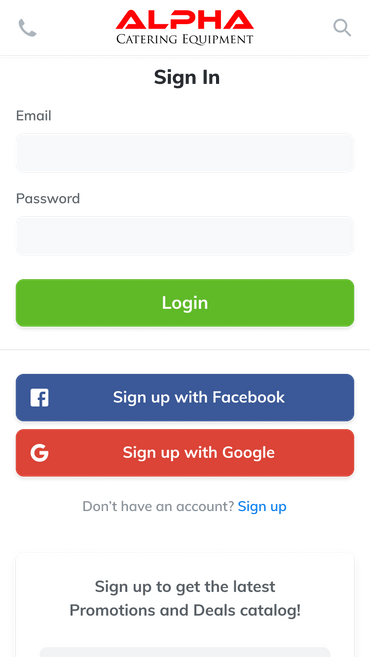 ALPHA
CATERING EQUIPMENT
Sign In
Email
Password
Login
Sign up with Facebook
Sign up with Google
Don't have an account? Sign up
Sign up to get the latest
Promotions and Deals catalog!